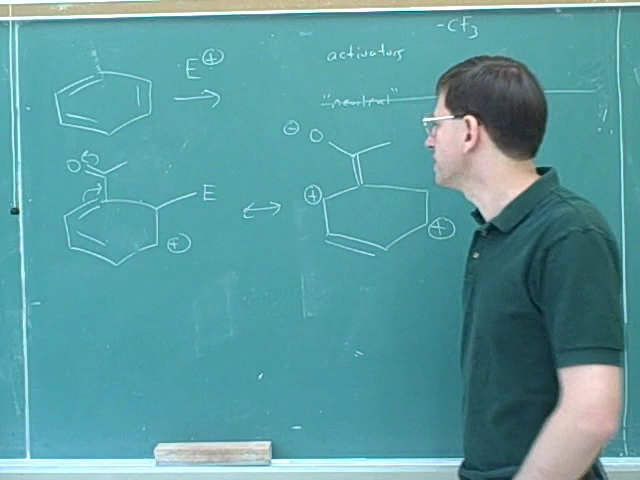 -CF₃
activators
E⊕
"neutral"
⊖ O
O
E
⊕
⊕
⊕